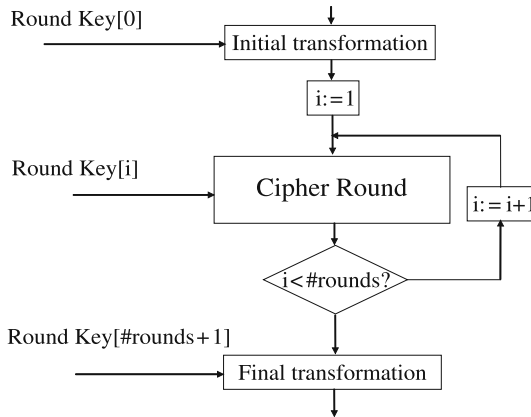 Round Key[0]
Initial transformation
i:=1
Round Key[i]
Cipher Round
i:= i+1
i< #rounds?
Round Key[#rounds+1]
Final transformation